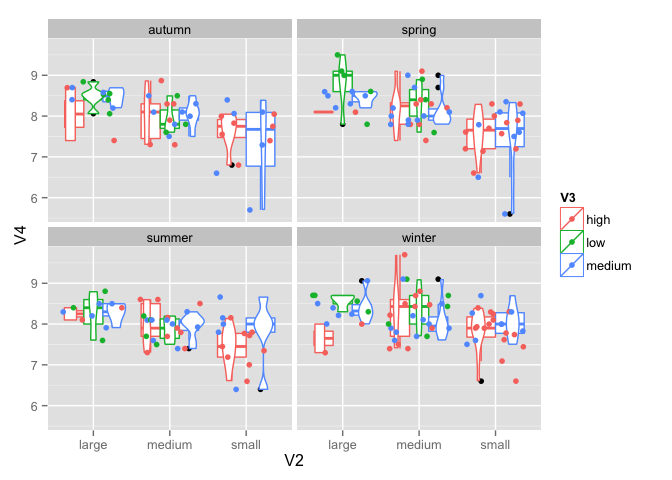 autumn spring
9
8
7
6
summer winter
9
8
7
6
large medium small large medium small
V2
V4
V3
high
low
medium